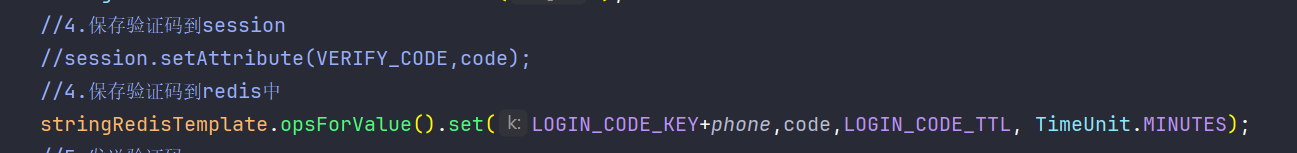 //4.保存验证码到session
//session.setAttribute(VERIFY_CODE,code);
//4.保存验证码到redis中
stringRedisTemplate.opsForValue().set( k: LOGIN_CODE_KEY+phone,code,LOGIN_CODE_TTL, TimeUnit.MINUTES);